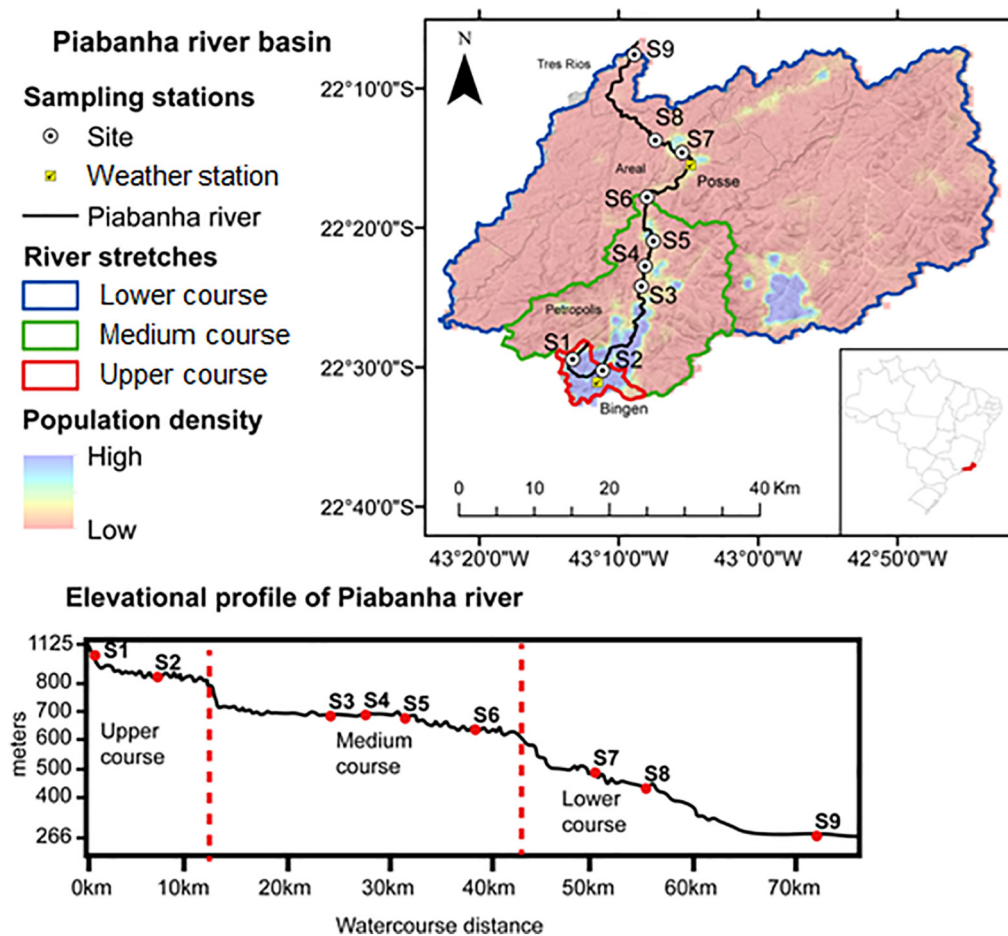 Piabanha river basin
Sampling stations
Site
Weather station
Piabanha river
River stretches
Lower course
Medium course
Upper course
Population density
High
Low
N
Tres Rios
S9
S8
S7
Areal
Posse
S6
S5
S4
S3
Petropolis
S1
S2
Bingen
22°10'0"S
22°20'0"S
22°30'0"S
22°40'0"S
0 10 20 40 Km
43°20'0"W 43°10'0"W 43°0'0"W 42°50'0"W
Elevational profile of Piabanha river
1125
800
700
600
500
400
266
meters
S1
S2
S3 S4 S5
S6
S7
S8
S9
Upper
course
Medium
course
Lower
course
0km 10km 20km 30km 40km 50km 60km 70km
Watercourse distance